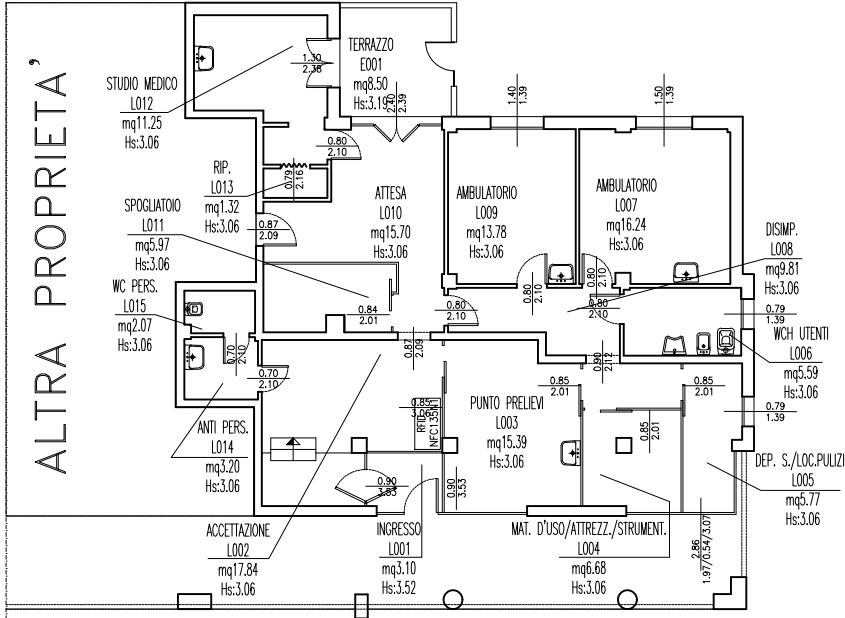 TERRAZZO
E001
mq8.50
Hs:3.19
STUDIO MEDICO
L012
mq11.25
Hs:3.06
1.30
2.38
2.40
2.39
1.40
1.39
1.50
1.39
ALTRA PROPRIETA'
0.80
2.10
RIP.
L013
mq1.32
Hs:3.06
0.79
2.16
ATTESA
L010
mq15.70
Hs:3.06
AMBULATORIO
L009
mq13.78
Hs:3.06
AMBULATORIO
L007
mq16.24
Hs:3.06
SPOGLIATOIO
L011
mq5.97
Hs:3.06
0.87
2.09
DISIMP.
L008
mq9.81
Hs:3.06
WC PERS.
L015
mq2.07
Hs:3.06
0.80
2.10
0.80
2.10
0.84
2.01
0.80
2.10
0.80
2.10
0.79
1.39
WCH UTENTI
L006
mq5.59
Hs:3.06
0.70
2.10
0.87
2.09
0.90
2.12
0.70
2.10
0.85
2.01
0.85
2.01
0.79
1.39
PUNTO PRELIEVI
L003
mq15.39
Hs:3.06
0.85
RFID
NFC135KN
0.85
2.01
ANTI PERS.
L014
mq3.20
Hs:3.06
DEP. S./LOC.PULIZI
L005
mq5.77
Hs:3.06
0.90
3.53
0.90
3.53
ACCETTAZIONE
L002
mq17.84
Hs:3.06
INGRESSO
L001
mq3.10
Hs:3.52
MAT. D'USO/ATTREZZ./STRUMENT.
L004
mq6.68
Hs:3.06
2.86
1.97/0.54/3.07